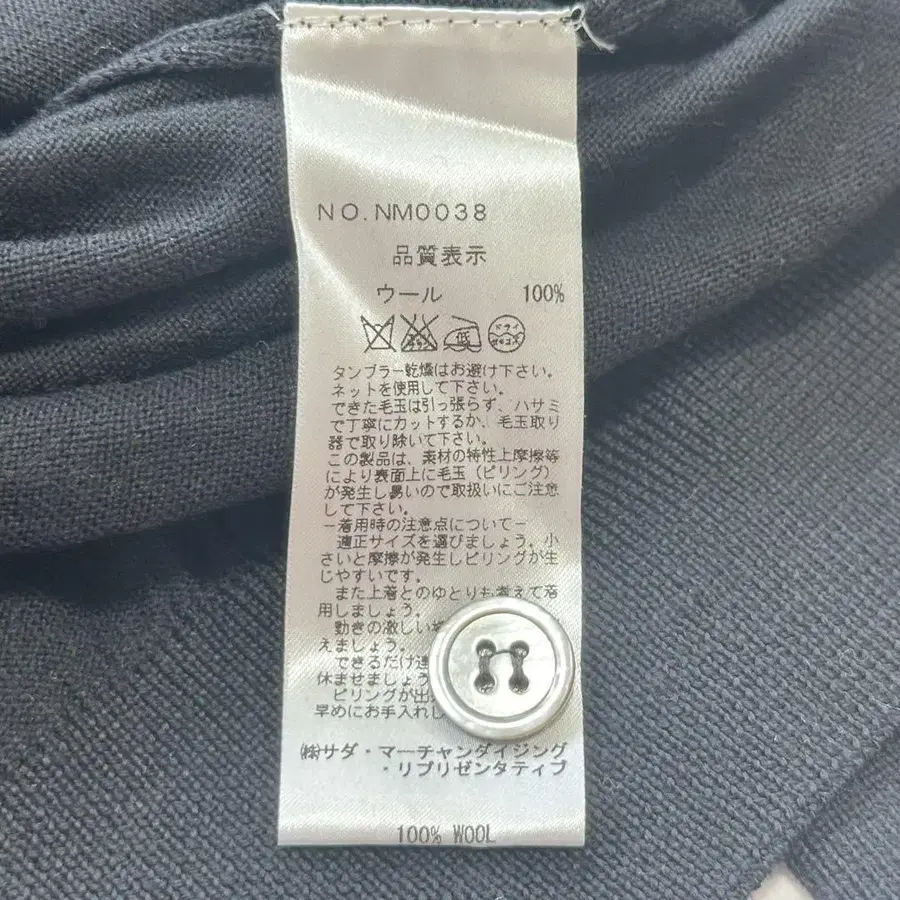 NO.NM0038
品質表示
ウール 100%
低
ドライ
タンブラー乾燥はお避け下さい。
ネットを使用して下さい。
できた毛玉は引っ張らず、ハサミ
で丁寧にカットするか、毛玉取り
器で取り除いて下さい。
この製品は、素材の特性上摩擦等
により表面上に毛玉(ピリング)
が発生し易いので取扱いにご注意
して下さい。
−着用時の注意点について−
適正サイズを選びましょう。小
さいと摩擦が発生しピリングが生
じやすいです。
また上着とのゆとりも考えて着
用しましょう。
動きの激しい
えましょう。
できるだけ
休ませましょう
ピリングが出
早めにお手入れし
㈱サダ・マーチャンダイジング
・リプリゼンタティブ
100% WOOL